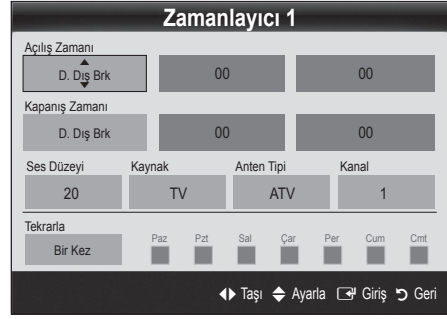 Zamanlayıcı 1
Açılış Zamanı
D. Dış Brk 00 00
Kapanış Zamanı
D. Dış Brk 00 00
Ses Düzeyi Kaynak Anten Tipi Kanal
20 TV ATV 1
Tekrarla
Bir Kez Paz Pzt Sal Çar Per Cum Cmt
Taşı Ayarla Giriş Geri